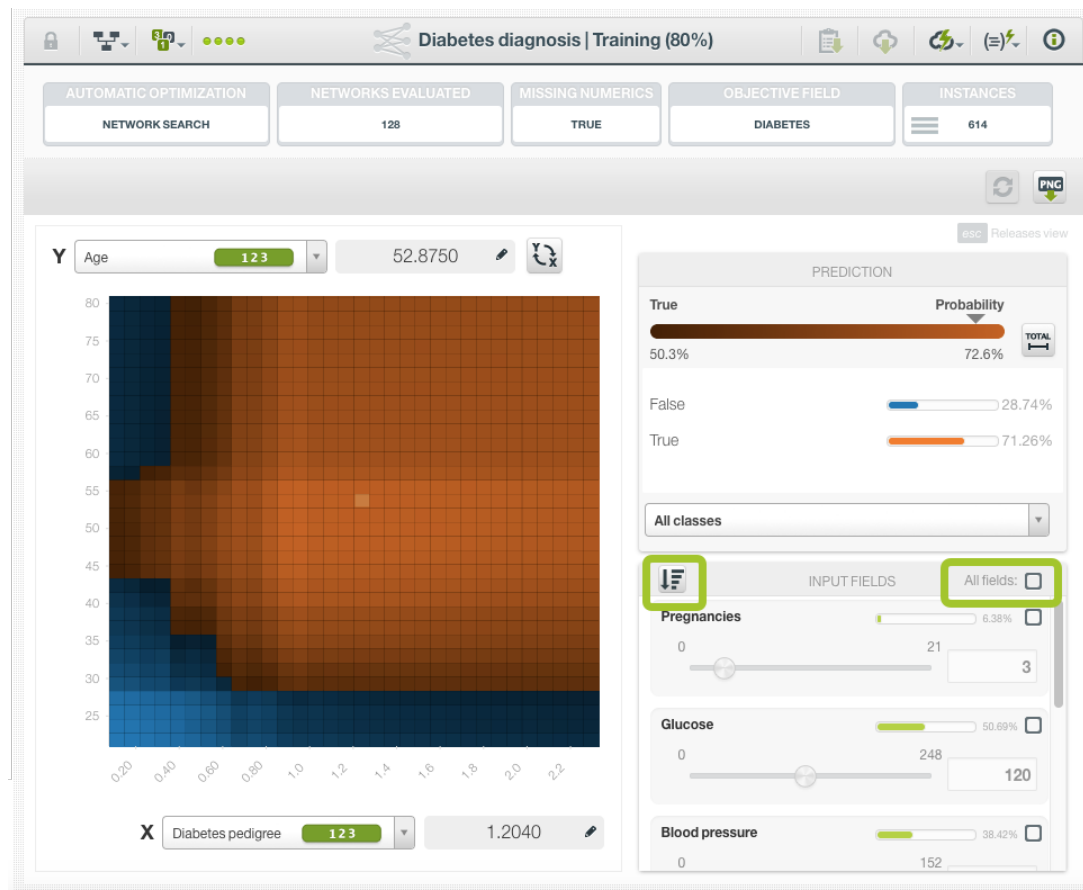 Diabetes diagnosis | Training (80%)
AUTOMATIC OPTIMIZATION
NETWORK SEARCH
NETWORKS EVALUATED
128
MISSING NUMERICS
TRUE
OBJECTIVE FIELD
DIABETES
INSTANCES
614
PNG
esc Releases view
Y Age 123 52.8750 Y X
80
75
70
65
60
55
50
45
40
35
30
25
0.20 0.40 0.60 0.80 1.0 1.2 1.4 1.6 1.8 2.0 2.2
X Diabetes pedigree 123 1.2040
PREDICTION
True Probability
TOTAL
50.3% 72.6%
False 28.74%
True 71.26%
All classes
INPUT FIELDS All fields:
Pregnancies 6.38%
0 21
3
Glucose 50.69%
0 248
120
Blood pressure 38.42%
0 152